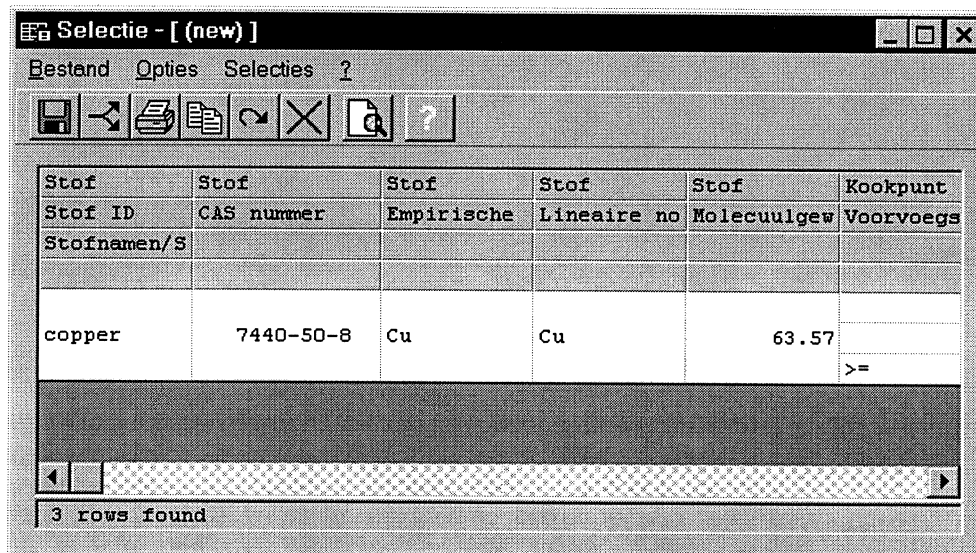 Selectie - [ (new) ]
Bestand Opties Selecties ?
?
Stof Stof Stof Stof Stof Kookpunt
Stof ID CAS nummer Empirische Lineaire no Molecuulgew Voorvoegs
Stofnamen/S
copper 7440-50-8 Cu Cu 63.57
>=
3 rows found